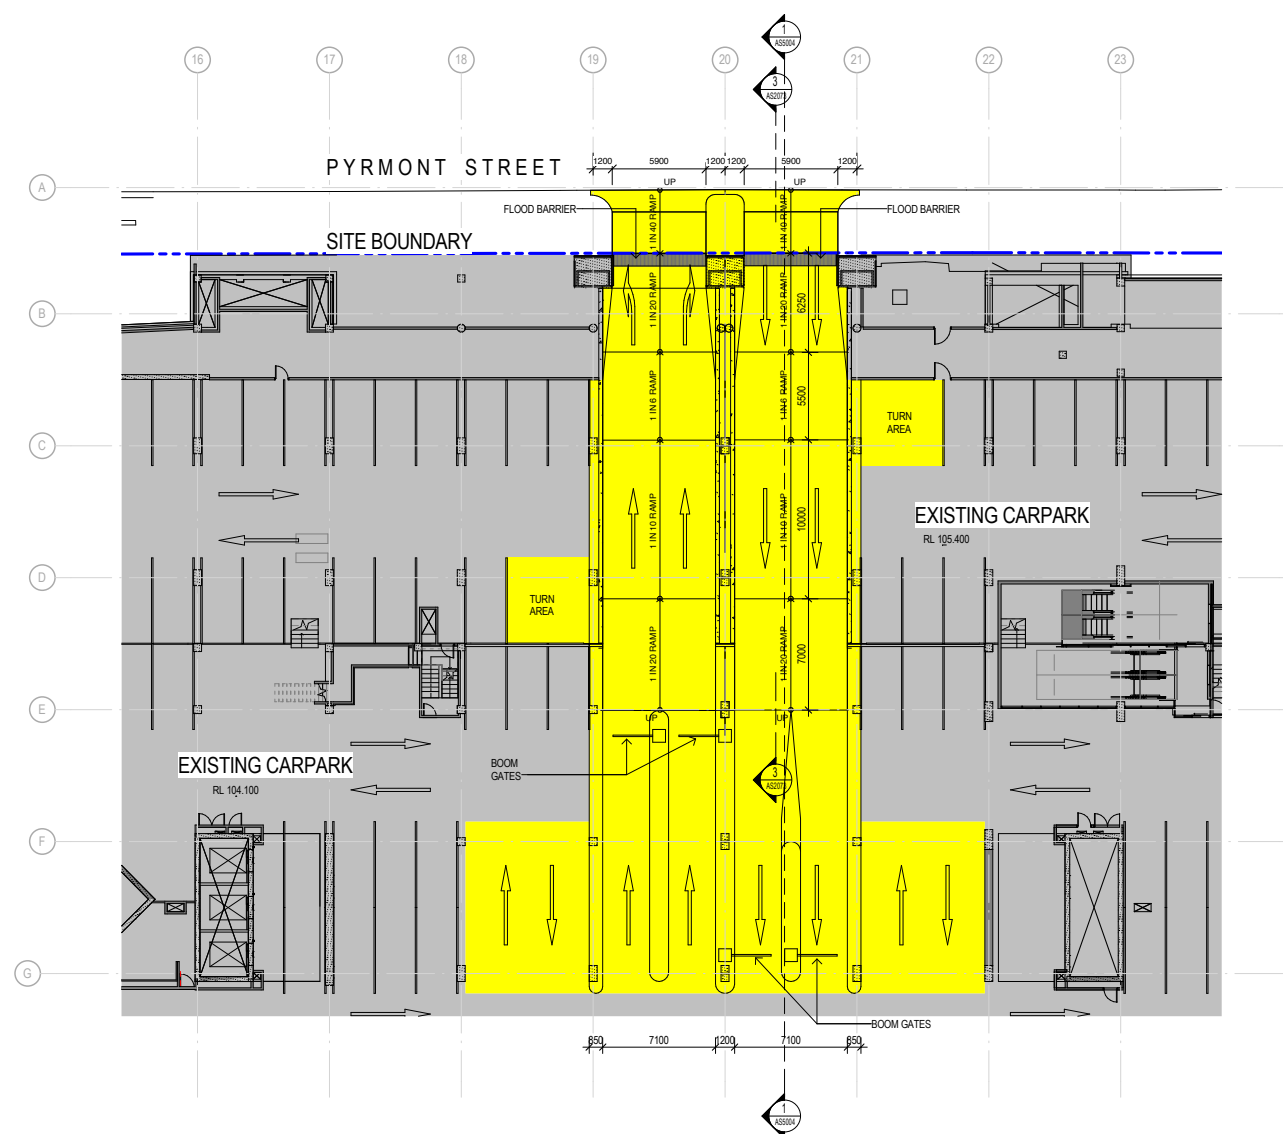 1
AS5004
16
17
18
19
20
21
22
23
3
AS2073
1200
5900
1200
1200
5900
1200
PYRMONT STREET
A
UP
UP
FLOOD BARRIER
FLOOD BARRIER
1 IN 40 RAMP
1 IN 40 RAMP
SITE BOUNDARY
B
1 IN 20 RAMP
1 IN 20 RAMP
6250
1 IN 6 RAMP
1 IN 6 RAMP
5500
TURN
AREA
C
1 IN 10 RAMP
1 IN 10 RAMP
10000
EXISTING CARPARK
RL 105.400
D
TURN
AREA
1 IN 20 RAMP
1 IN 20 RAMP
7000
E
UP
UP
BOOM
GATES
EXISTING CARPARK
RL 104.100
3
AS2073
F
G
BOOM GATES
850
7100
1200
7100
850
1
AS5004